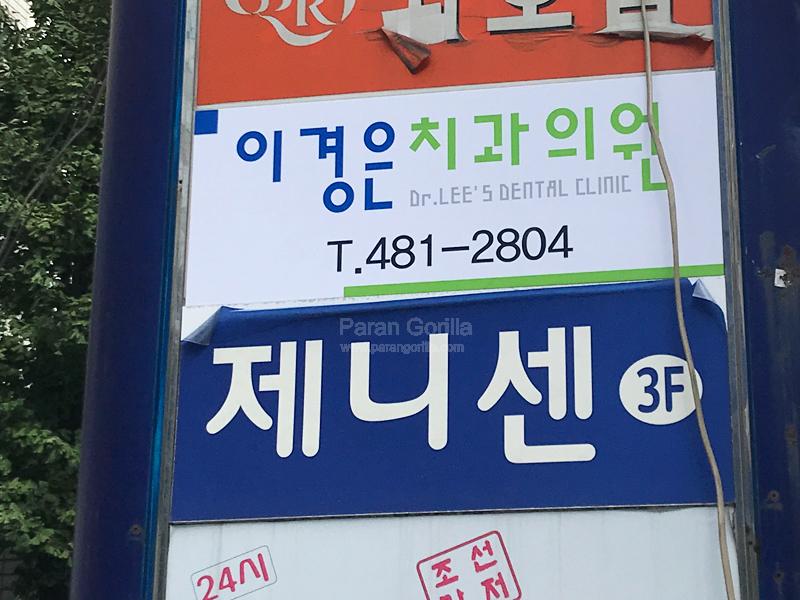 이경은치과의원
Dr.LEE'S DENTAL CLINIC
T.481-2804
Paran Gorilla
www.parangorilla.com
제니센 3F
24시
조선